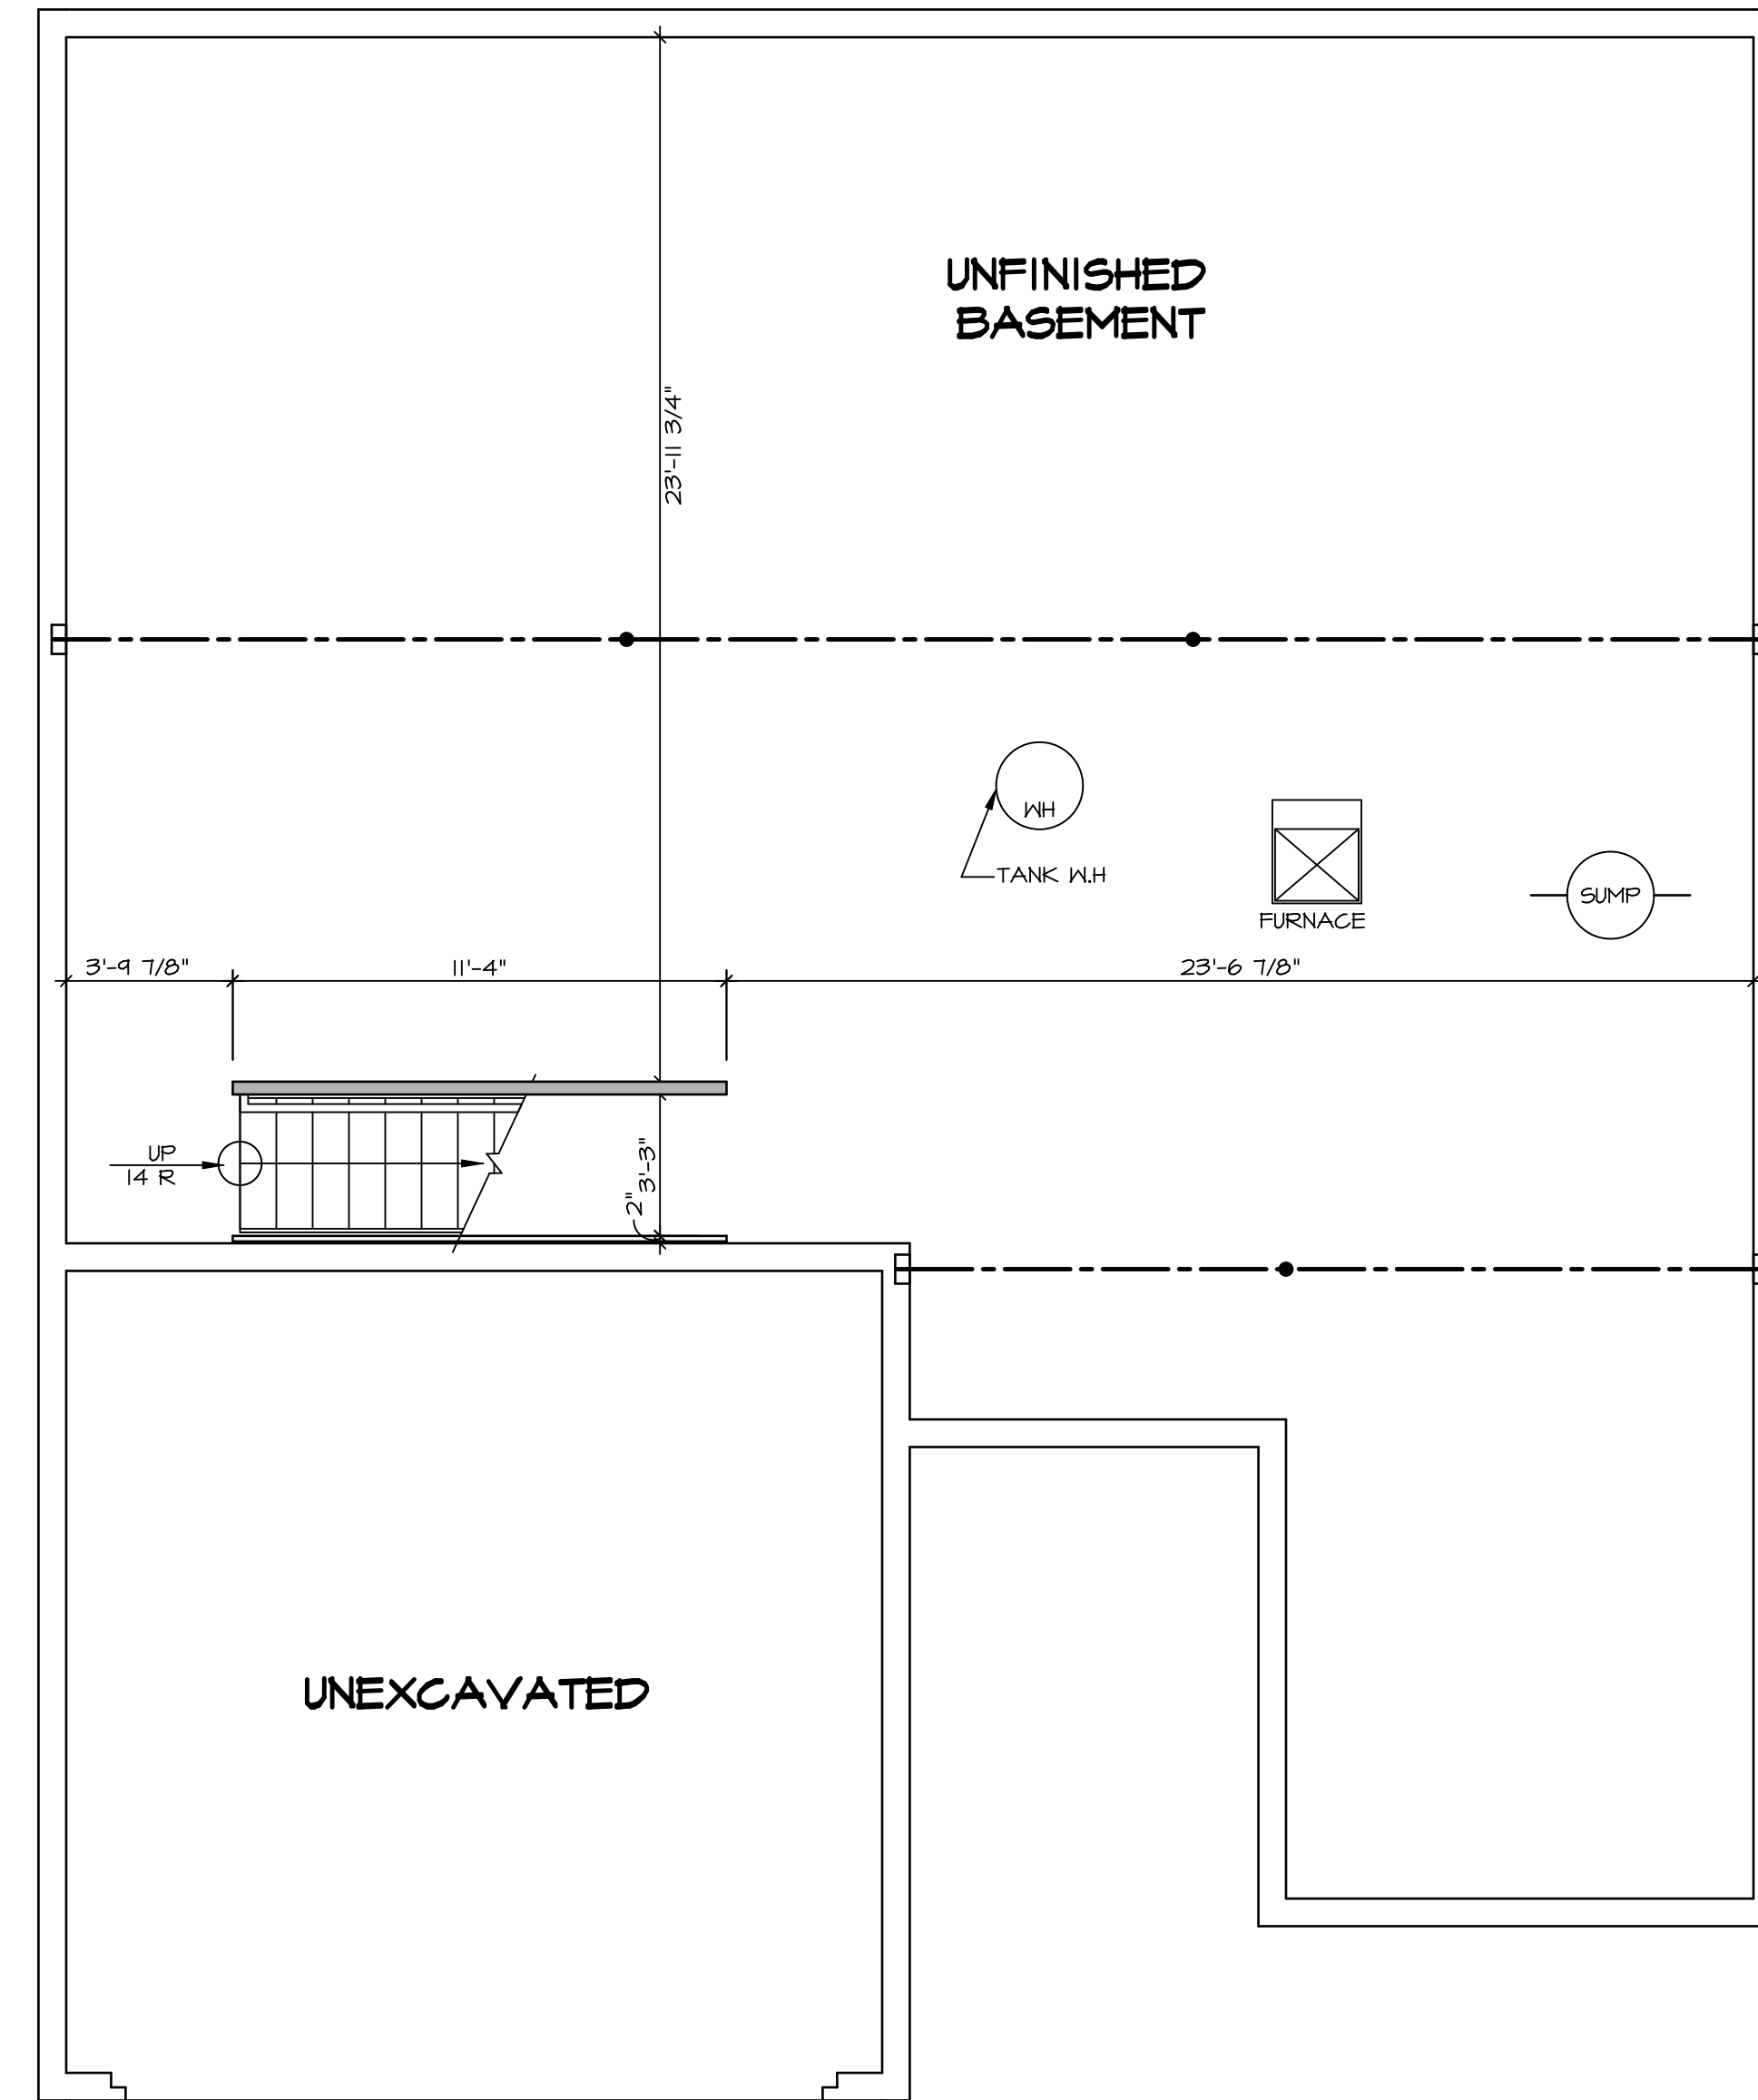 UNFINISHED
BASEMENT
23'-11 3/4"
WH
TANK W.H
FURNACE
SUMP
3'-9 7/8"
11'-4"
23'-6 7/8"
UP
14 R
3'-3"
2"
UNEXCAVATED